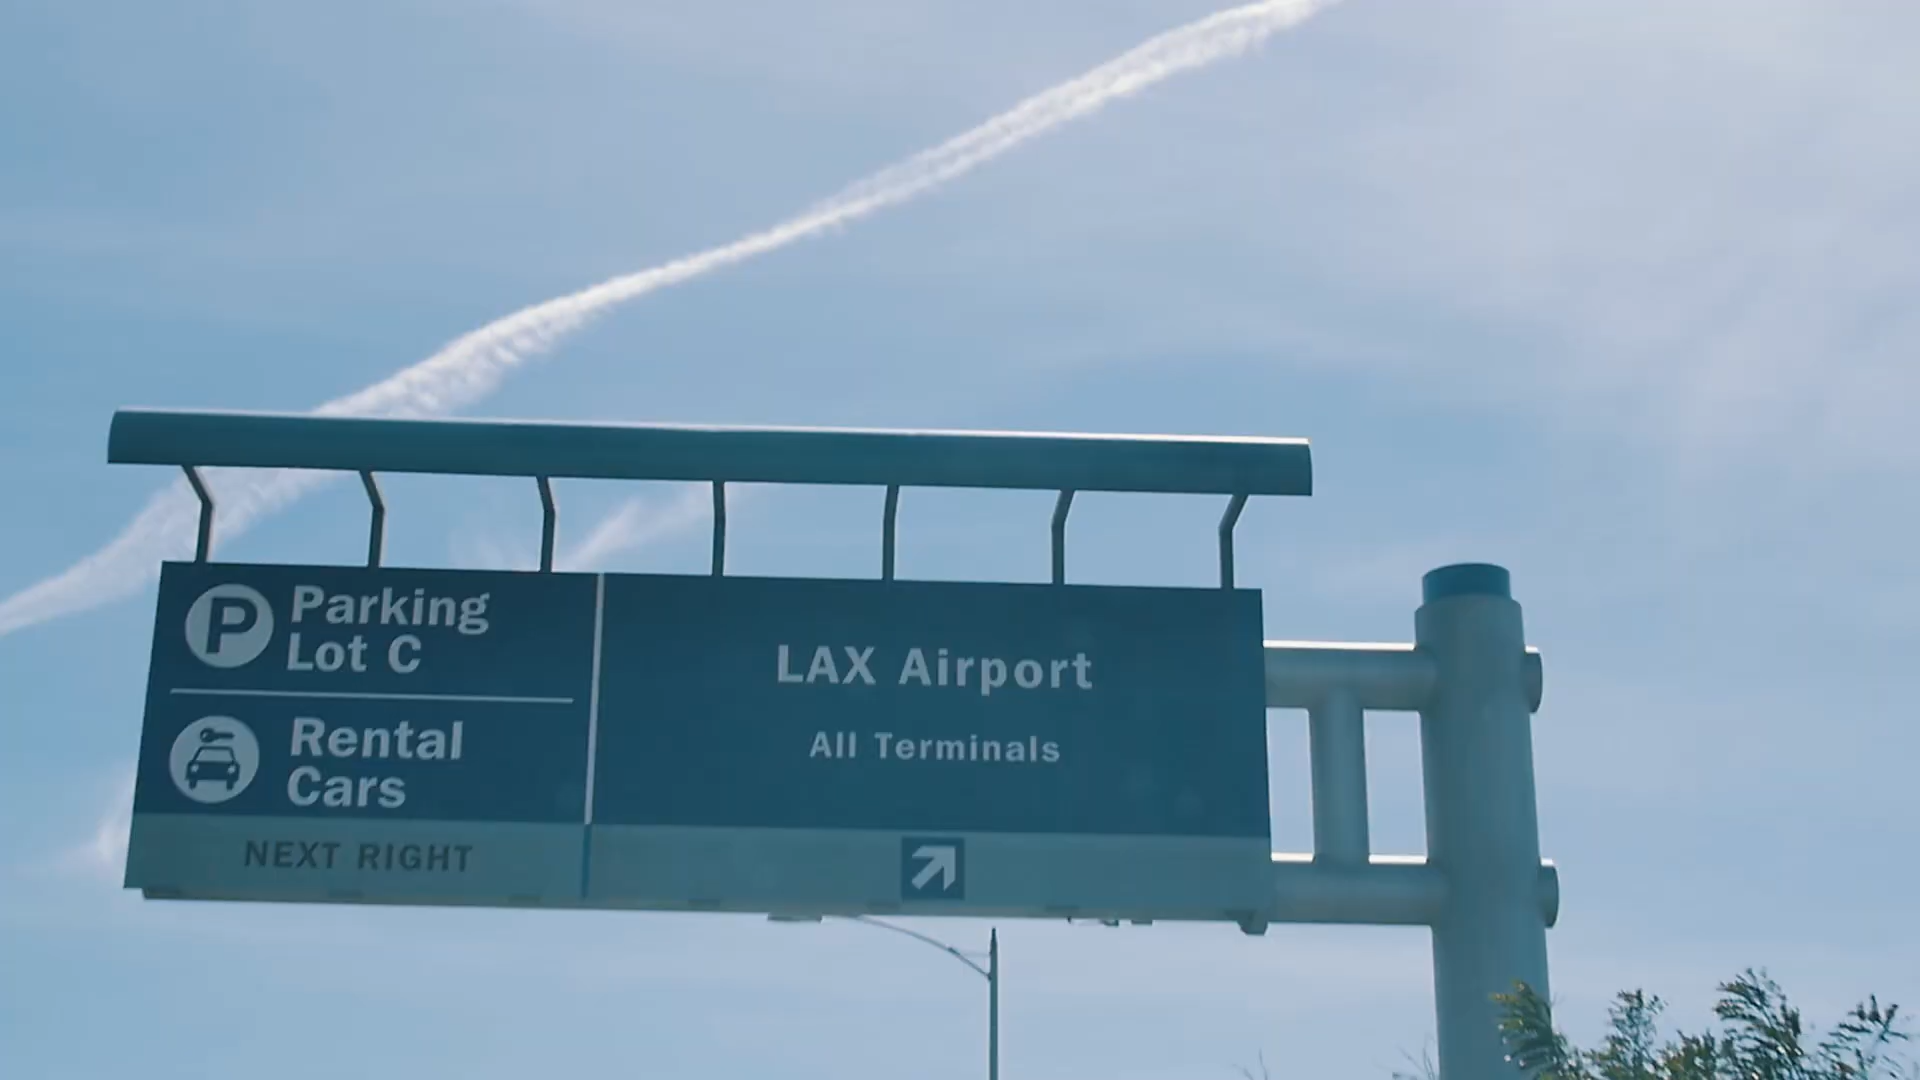 P Parking
Lot C
Rental
Cars
NEXT RIGHT
LAX Airport
All Terminals